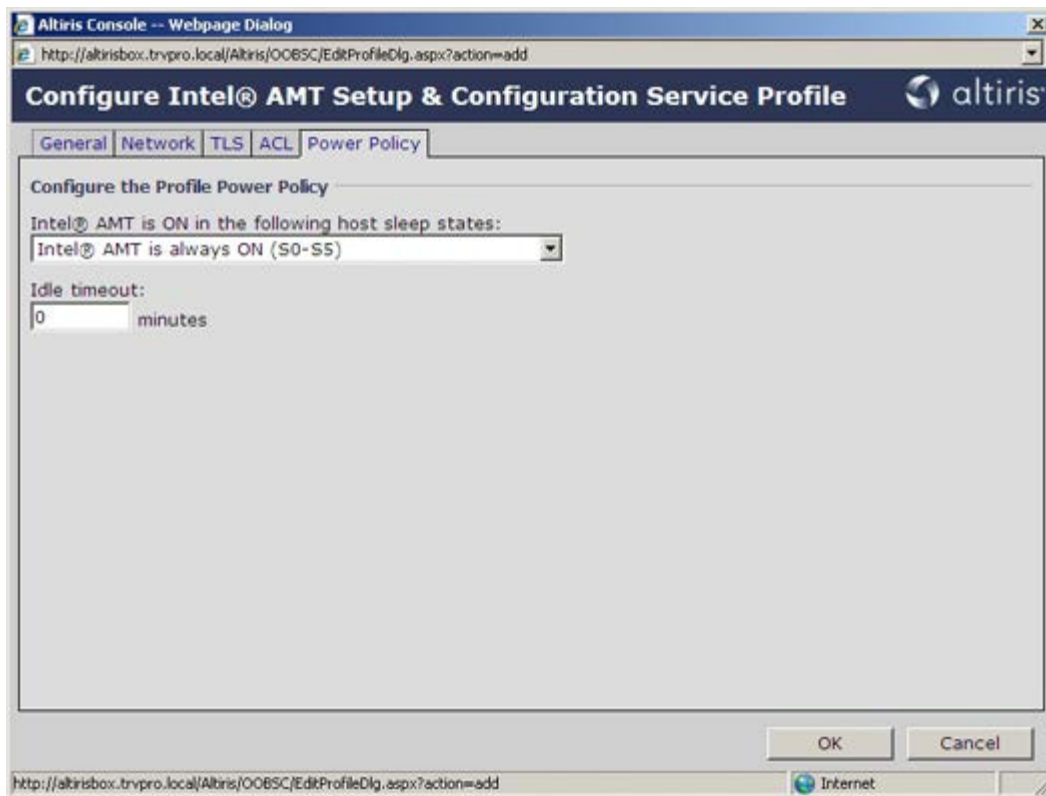 Altiris Console -- Webpage Dialog
http://altirisbox.trvpro.local/Altiris/OOBSC/EditProfileDlg.aspx?action=add
Configure Intel® AMT Setup & Configuration Service Profile
altiris
General Network TLS ACL Power Policy
Configure the Profile Power Policy
Intel® AMT is ON in the following host sleep states:
Intel® AMT is always ON (S0-S5)
Idle timeout:
0 minutes
OK Cancel
http://altirisbox.trvpro.local/Altiris/OOBSC/EditProfileDlg.aspx?action=add Internet